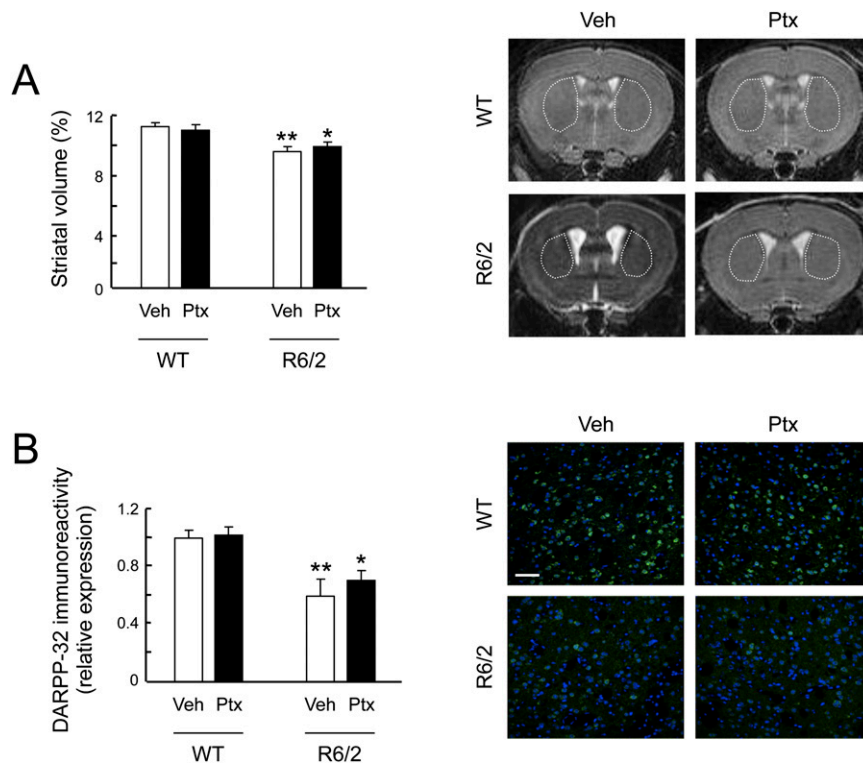 A
Striatal volume (%)
12
8
4
0
**
*
Veh Ptx
Veh Ptx
WT
R6/2
Veh
Ptx
WT
R6/2
B
DARPP-32 immunoreactivity
(relative expression)
1.2
0.8
0.4
0
**
*
Veh Ptx
Veh Ptx
WT
R6/2
Veh
Ptx
WT
R6/2